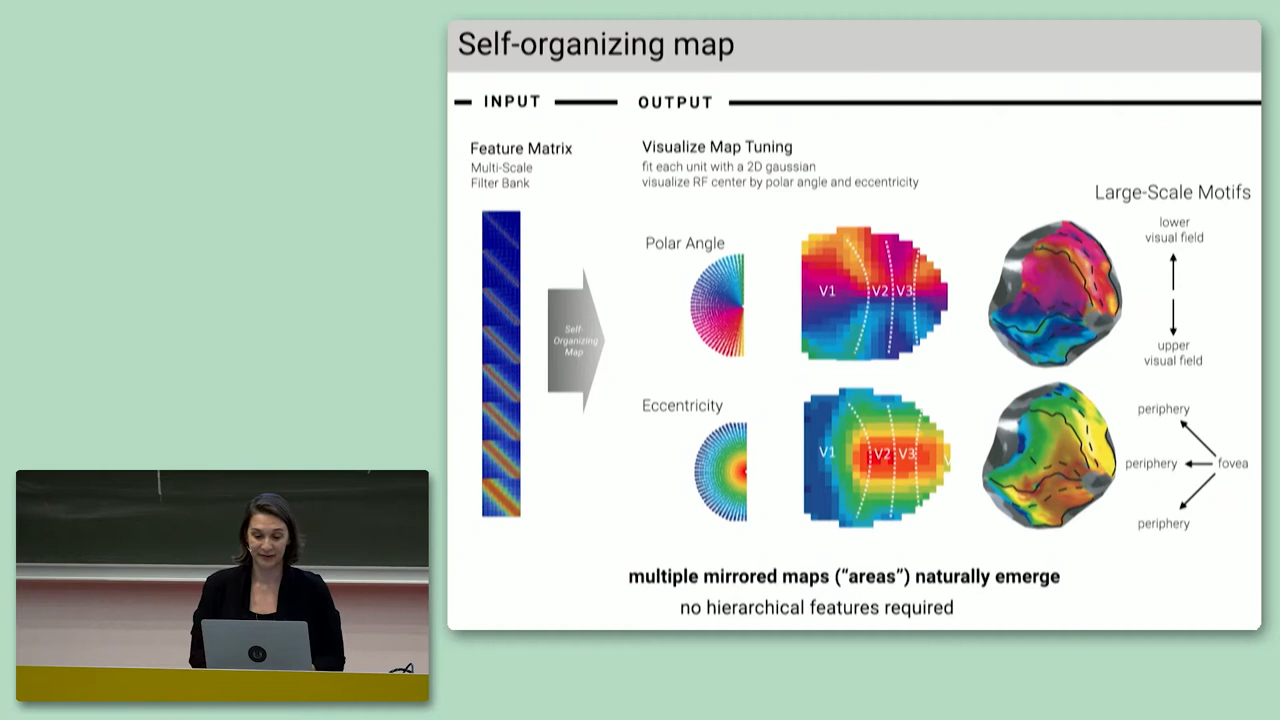 Self-organizing map
INPUT
OUTPUT
Feature Matrix
Multi-Scale
Filter Bank
Self-
Organizing
Map
Visualize Map Tuning
fit each unit with a 2D gaussian
visualize RF center by polar angle and eccentricity
Large-Scale Motifs
Polar Angle
V1
V2
V3
lower
visual field
upper
visual field
Eccentricity
V1
V2
V3
periphery
periphery
fovea
periphery
multiple mirrored maps (“areas”) naturally emerge
no hierarchical features required